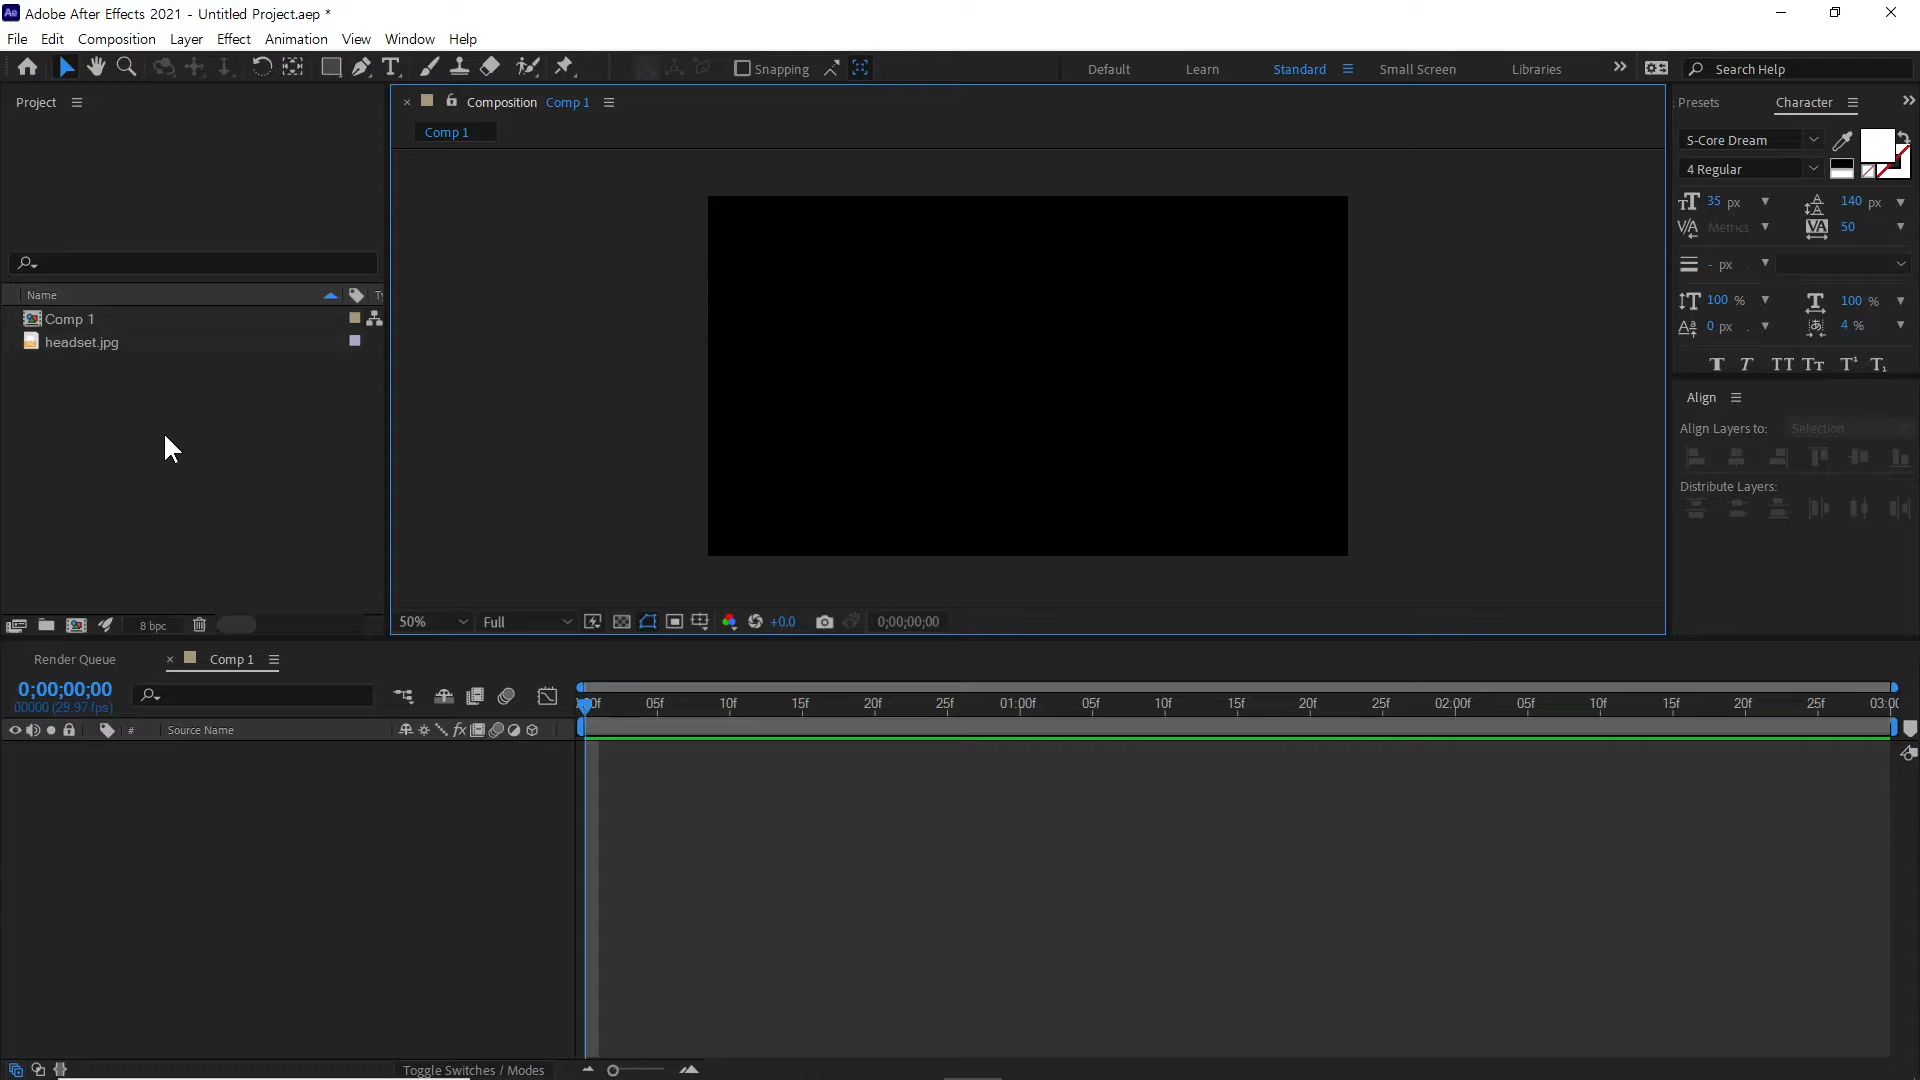 Adobe After Effects 2021 - Untitled Project.aep *
File Edit Composition Layer Effect Animation View Window Help
Snapping Default Learn Standard Small Screen Libraries Search Help
Project
Composition Comp 1
Presets Character
Comp 1
S-Core Dream
4 Regular
35 px 140 px
Metrics 50
- px
100 % 100 %
0 px 4 %
Name
Comp 1
headset.jpg
Align
Align Layers to: Selection
Distribute Layers:
8 bpc
50% Full +0.0 0;00;00;00
Render Queue Comp 1
0;00;00;00
00000 (29.97 fps)
05f 10f 15f 20f 25f 01:00f 05f 10f 15f 20f 25f 02:00f 05f 10f 15f 20f 25f
# Source Name
Toggle Switches / Modes